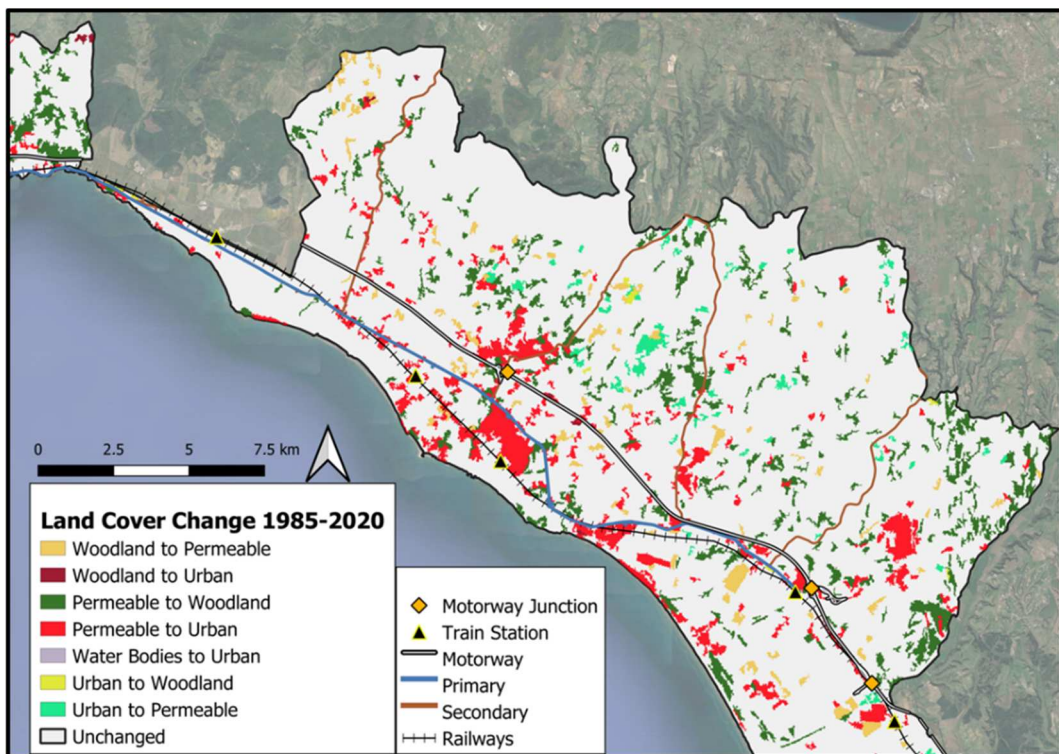 0 2.5 5 7.5 km
Land Cover Change 1985-2020
Woodland to Permeable
Woodland to Urban
Permeable to Woodland
Permeable to Urban
Water Bodies to Urban
Urban to Woodland
Urban to Permeable
Unchanged
Motorway Junction
Train Station
Motorway
Primary
Secondary
Railways